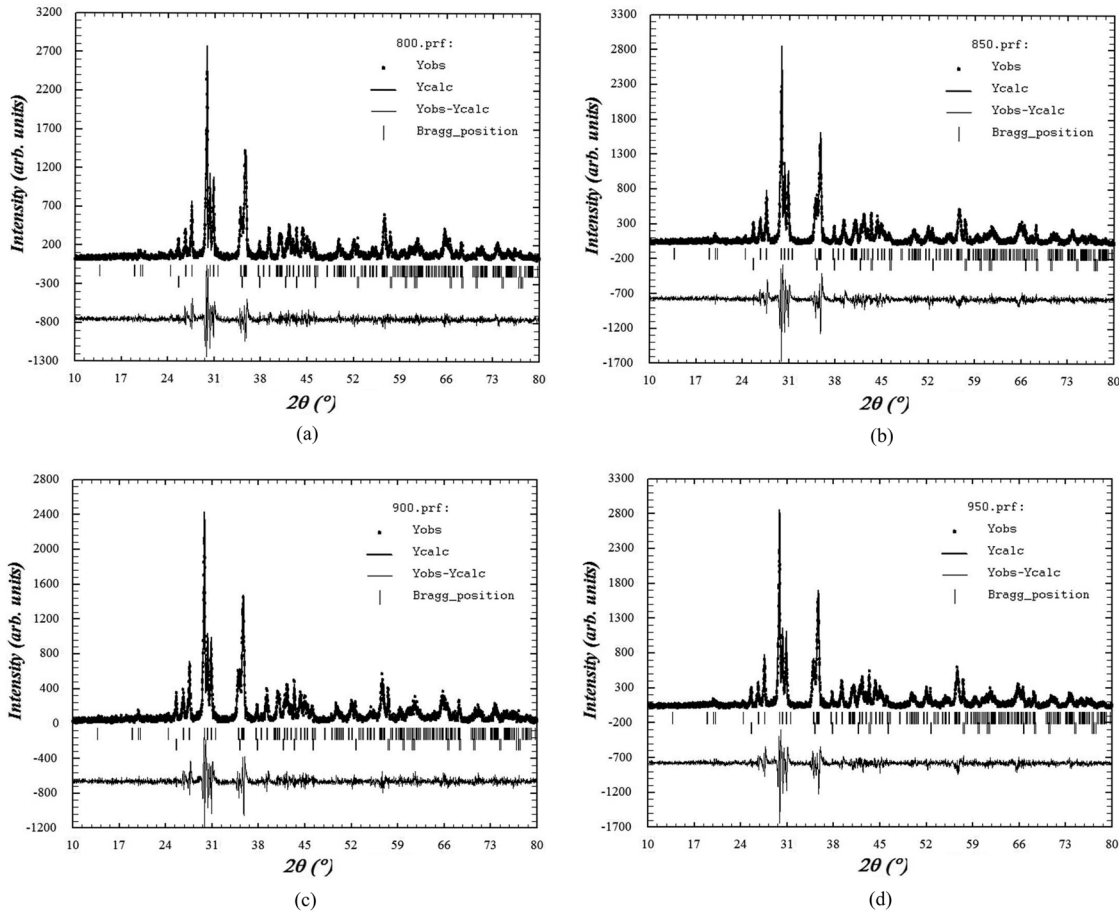 800.prf:
Yobs
Ycalc
Yobs-Ycalc
Bragg_position
Intensity (arb. units)
3200
2700
2200
1700
1200
700
200
-300
-800
-1300
10 17 24 31 38 45 52 59 66 73 80
2θ (°)
(a)
850.prf:
Yobs
Ycalc
Yobs-Ycalc
Bragg_position
Intensity (arb. units)
3300
2800
2300
1800
1300
800
300
-200
-700
-1200
-1700
10 17 24 31 38 45 52 59 66 73 80
2θ (°)
(b)
900.prf:
Yobs
Ycalc
Yobs-Ycalc
Bragg_position
Intensity (arb. units)
2800
2400
2000
1600
1200
800
400
0
-400
-800
-1200
10 17 24 31 38 45 52 59 66 73 80
2θ (°)
(c)
950.prf:
Yobs
Ycalc
Yobs-Ycalc
Bragg_position
Intensity (arb. units)
3300
2800
2300
1800
1300
800
300
-200
-700
-1200
-1700
10 17 24 31 38 45 52 59 66 73 80
2θ (°)
(d)